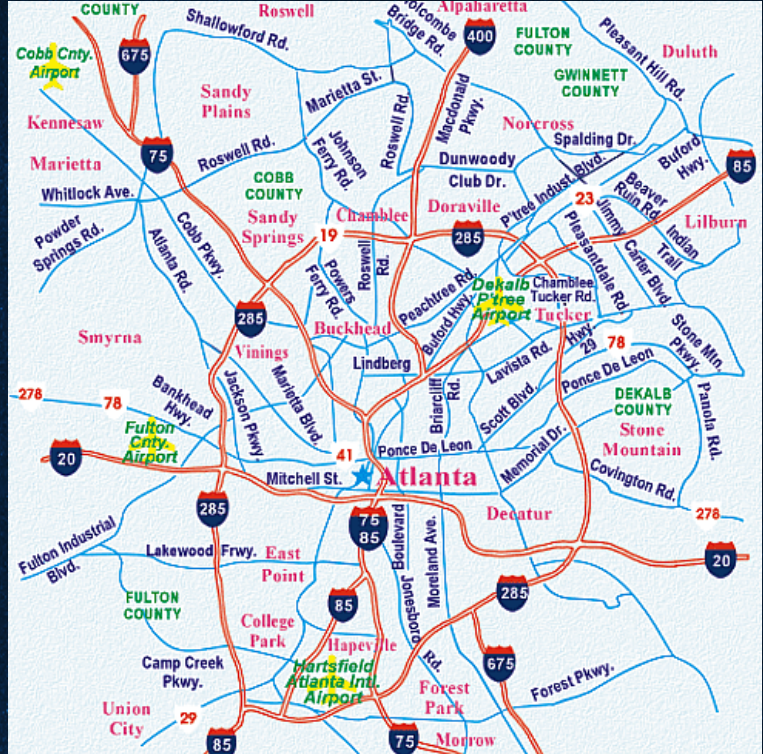 COUNTY
Roswell
Alpaharetta
Shallowford Rd.
Holcombe
Bridge Rd.
400
FULTON
COUNTY
Pleasant Hill Rd.
Duluth
Cobb Cnty.
Airport
675
GWINNETT
COUNTY
Sandy
Plains
Marietta St.
Roswell Rd.
Macdonald
Pkwy.
Kennesaw
Norcross
Spalding Dr.
75
Roswell Rd.
Johnson
Ferry Rd.
Dunwoody
Club Dr.
P'tree Indust. Blvd.
Buford
Hwy.
85
Marietta
COBB
COUNTY
Whitlock Ave.
23
Beaver
Ruin Rd.
Powder
Springs Rd.
Cobb Pkwy.
Sandy
Springs
Chamblee
Doraville
Jimmy
Carter Blvd.
Lilburn
Atlanta Rd.
19
285
Pleasantdale Rd.
Indian
Trail
Powers
Ferry Rd.
Roswell
Rd.
Peachtree Rd.
Buford Hwy.
Dekalb
P'tree
Airport
Chamblee
Tucker Rd.
Tucker
285
Buckhead
Hwy.
29
78
Stone Mtn.
Pkwy.
Smyrna
Vinings
Lindberg
Lavista Rd.
Ponce De Leon
278
78
Bankhead
Hwy.
Jackson Pkwy.
Marietta Blvd.
Briarcliff
Rd.
Scott Blvd.
DEKALB
COUNTY
Panola Rd.
Fulton
Cnty.
Airport
Stone
Mountain
20
41
Ponce De Leon
Memorial Dr.
Mitchell St.
Atlanta
Covington Rd.
285
75
85
Boulevard
Moreland Ave.
Decatur
278
Fulton Industrial
Blvd.
Lakewood Frwy.
East
Point
20
FULTON
COUNTY
85
Jonesboro
Rd.
285
College
Park
Hapeville
Camp Creek
Pkwy.
Hartsfield
Atlanta Intl.
Airport
675
Forest
Park
Forest Pkwy.
Union
City
29
85
75
Morrow